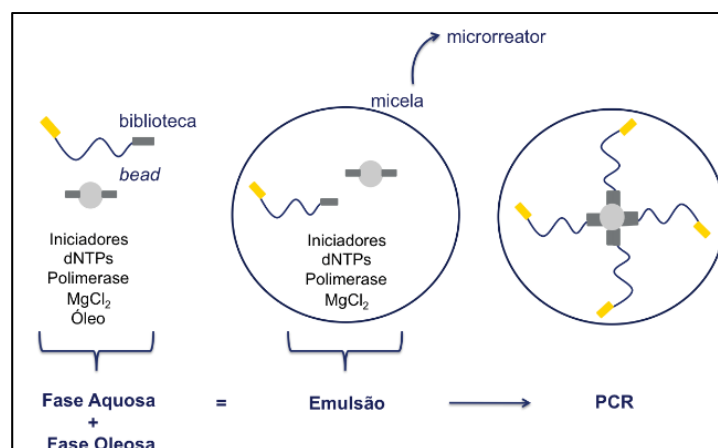 microrreator
micela
biblioteca
bead
Iniciadores
dNTPs
Polimerase
MgCl₂
Óleo
Iniciadores
dNTPs
Polimerase
MgCl₂
Fase Aquosa
+
Fase Oleosa
=
Emulsão
PCR